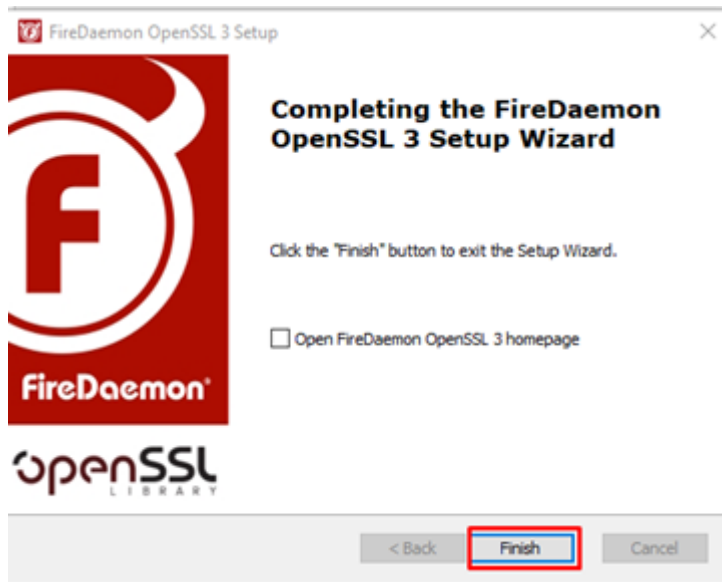 FireDaemon OpenSSL 3 Setup
Completing the FireDaemon
OpenSSL 3 Setup Wizard
Click the "Finish" button to exit the Setup Wizard.
Open FireDaemon OpenSSL 3 homepage
F
FireDaemon®
OpenSSL
LIBRARY
< Back Finish Cancel